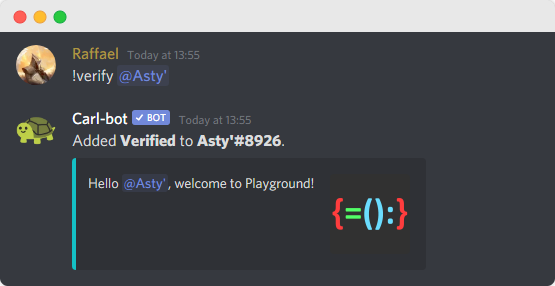 Raffael Today at 13:55
!verify @Asty'
Carl-bot ✔ BOT Today at 13:55
Added Verified to Asty'#8926.
Hello @Asty', welcome to Playground!
{=():}